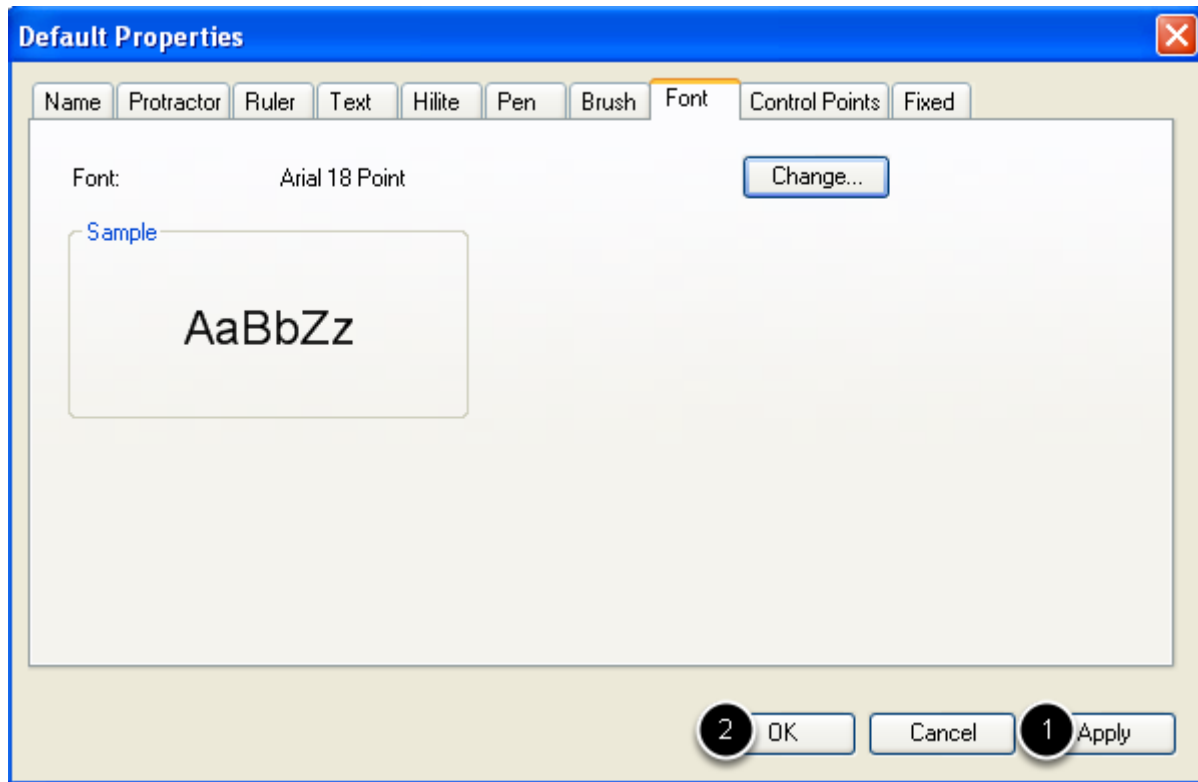 Default Properties
Name Protractor Ruler Text Hilite Pen Brush Font Control Points Fixed
Font: Arial 18 Point Change...
Sample
AaBbZz
2 OK Cancel 1 Apply